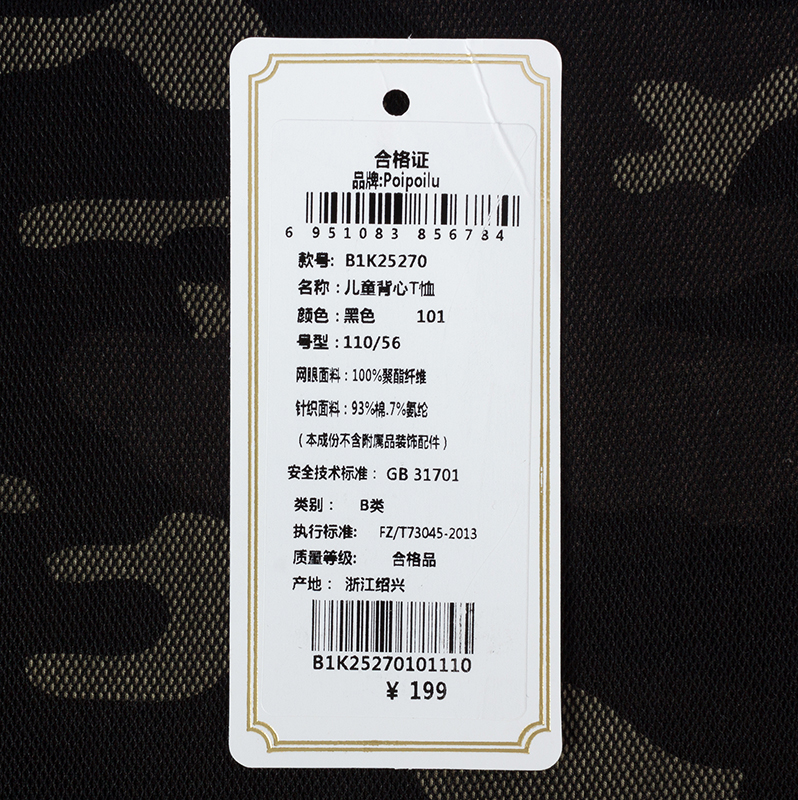 合格证
品牌:Poipoilu
6 951083 856784
款号: B1K25270
名称：儿童背心T恤
颜色：黑色 101
号型：110/56
网眼面料：100%聚酯纤维
针织面料：93%棉.7%氨纶
（本成份不含附属品装饰配件）
安全技术标准： GB 31701
类别： B类
执行标准: FZ/T73045-2013
质量等级: 合格品
产地： 浙江绍兴
B1K25270101110
¥ 199